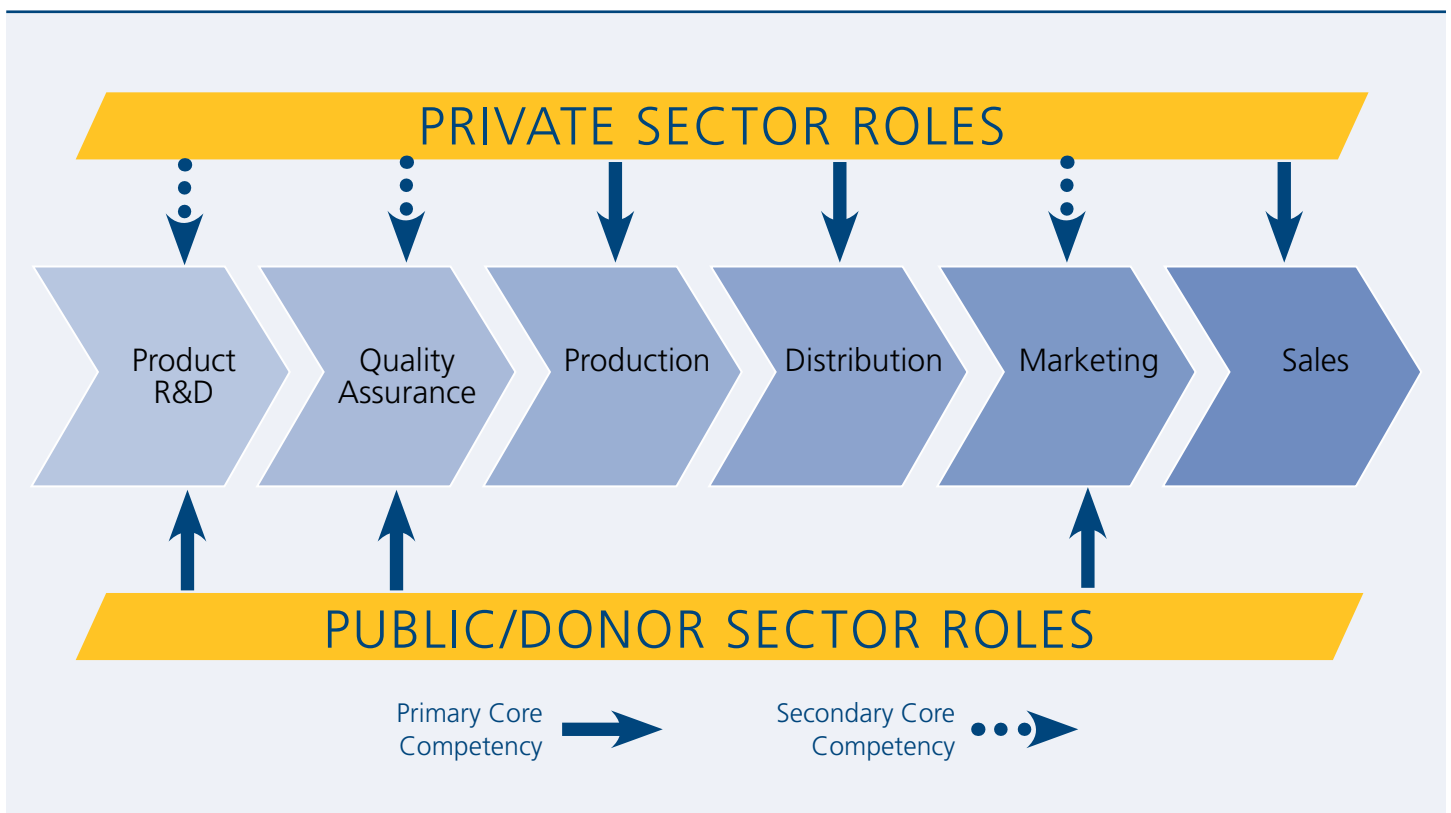 PRIVATE SECTOR ROLES
Product
R&D
Quality
Assurance
Production
Distribution
Marketing
Sales
PUBLIC/DONOR SECTOR ROLES
Primary Core
Competency
Secondary Core
Competency